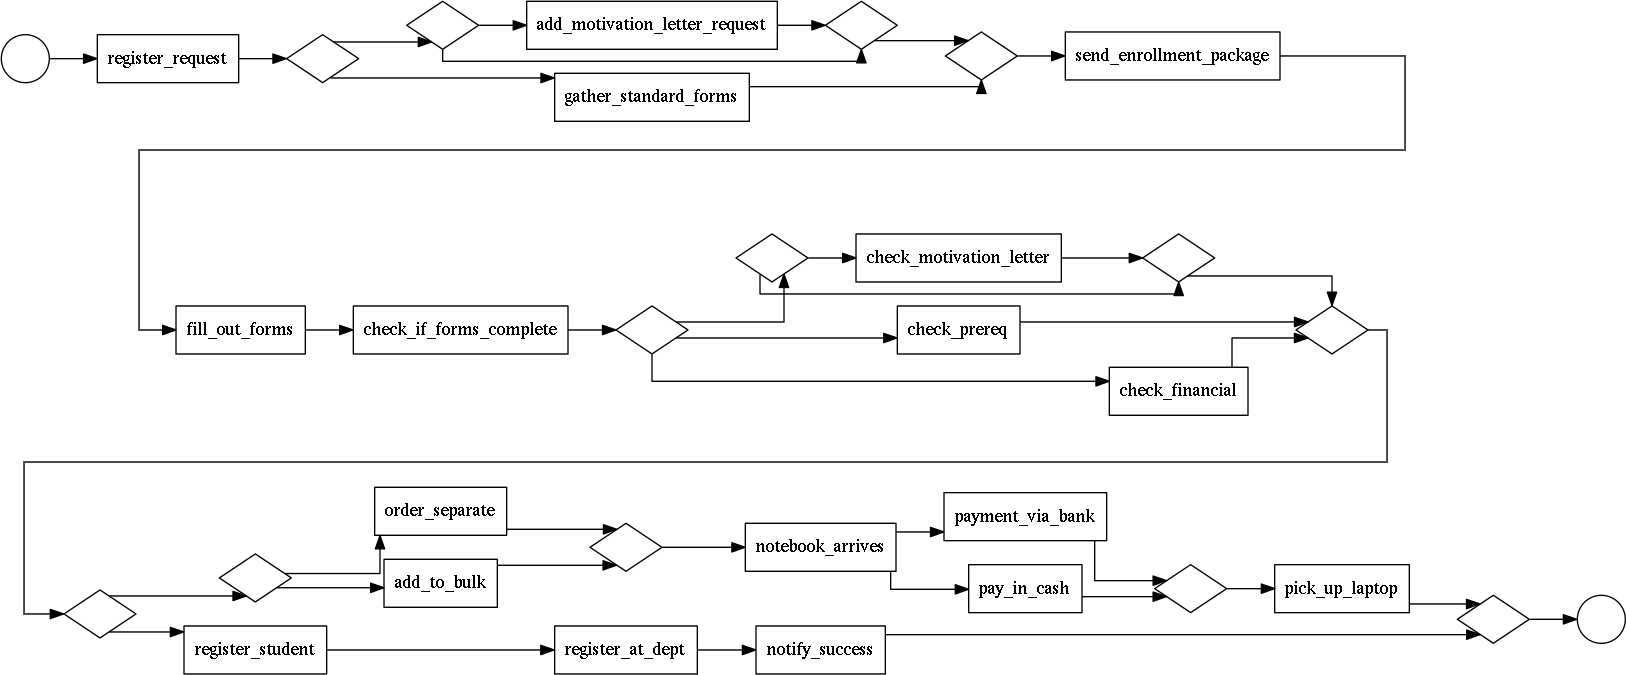 register_request
add_motivation_letter_request
gather_standard_forms
send_enrollment_package
fill_out_forms
check_if_forms_complete
check_motivation_letter
check_prereq
check_financial
order_separate
add_to_bulk
notebook_arrives
payment_via_bank
pay_in_cash
pick_up_laptop
register_student
register_at_dept
notify_success